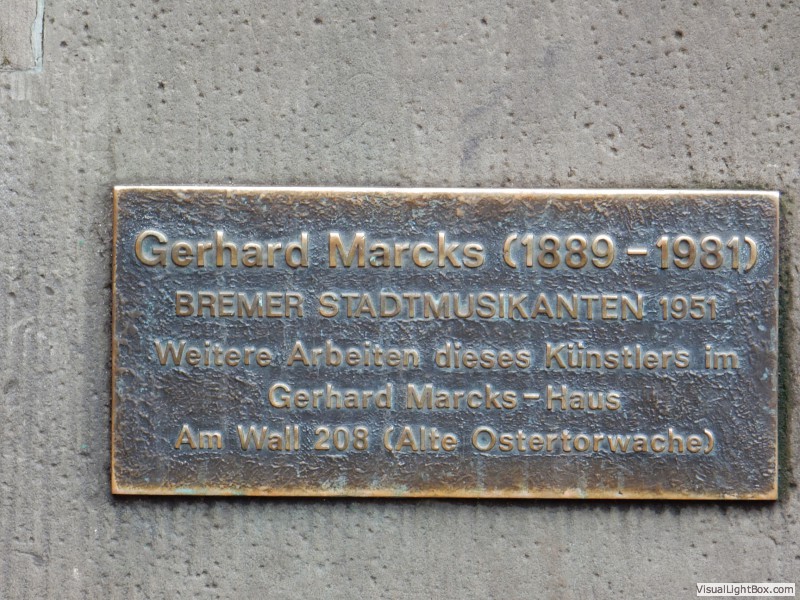 Gerhard Marcks (1889-1981)
BREMER STADTMUSIKANTEN 1951
Weitere Arbeiten dieses Künstlers im
Gerhard Marcks-Haus
Am Wall 208 (Alte Ostertorwache)
VisualLightBox.com